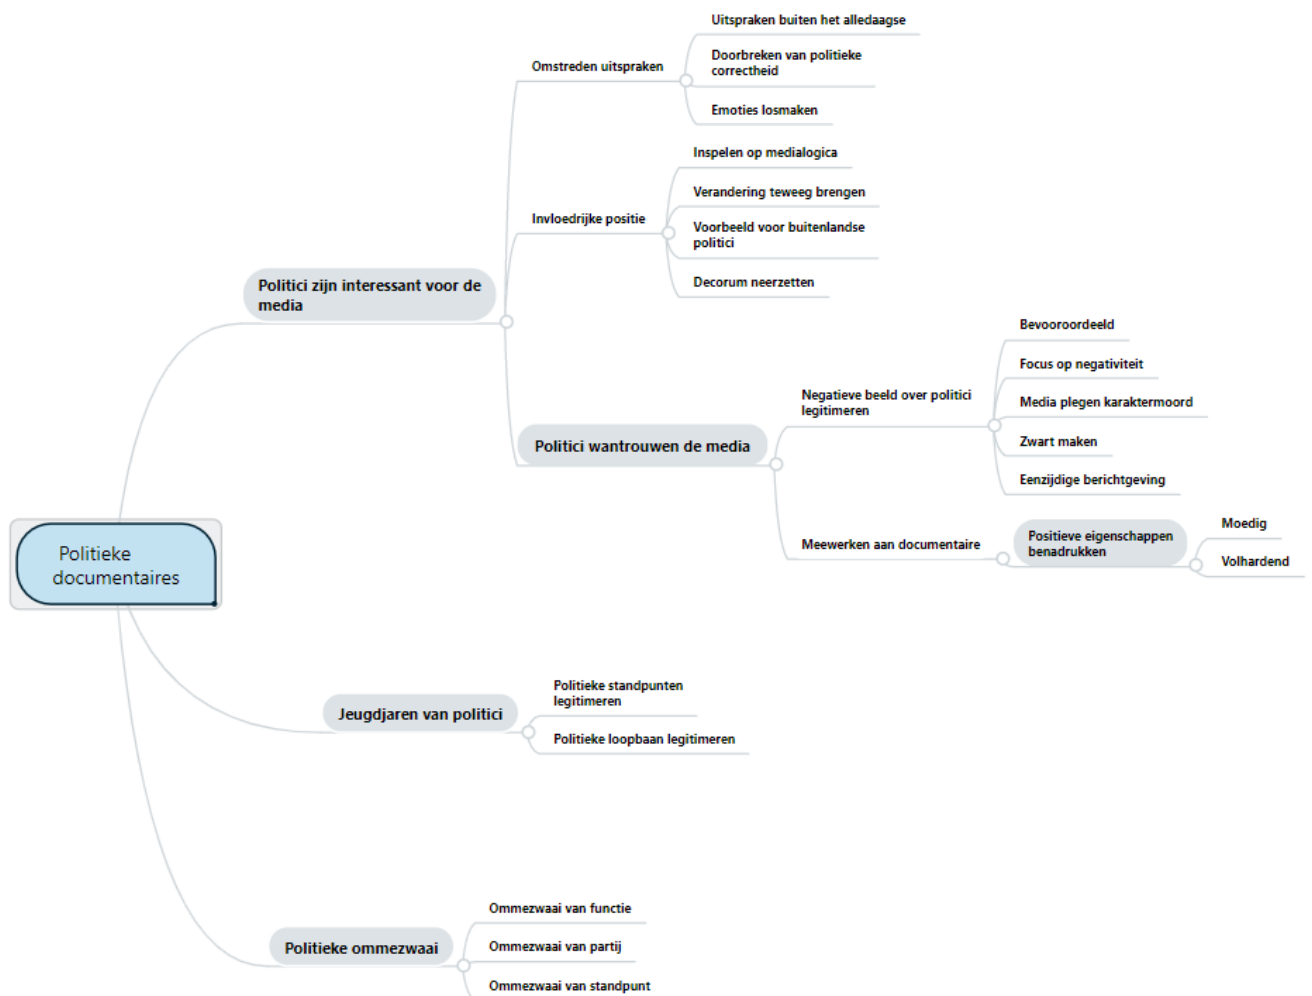 Uitspraken buiten het alledaagse
Omstreden uitspraken
Doorbreken van politieke
correctheid
Emoties losmaken
Inspelen op medialogica
Verandering teweeg brengen
Invloedrijke positie
Voorbeeld voor buitenlandse
politici
Decorum neerzetten
Politici zijn interessant voor de
media
Bevooroordeeld
Focus op negativiteit
Negatieve beeld over politici
legitimeren
Media plegen karaktermoord
Zwart maken
Eenzijdige berichtgeving
Politici wantrouwen de media
Meewerken aan documentaire
Positieve eigenschappen
benadrukken
Moedig
Volhardend
Politieke
documentaires
Jeugdjaren van politici
Politieke standpunten
legitimeren
Politieke loopbaan legitimeren
Politieke ommezwaai
Ommezwaai van functie
Ommezwaai van partij
Ommezwaai van standpunt